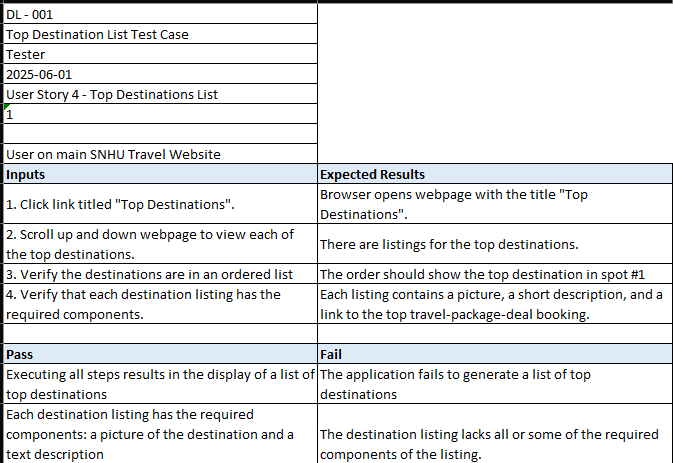 DL - 001
Top Destination List Test Case
Tester
2025-06-01
User Story 4 - Top Destinations List
1
User on main SNHU Travel Website
Inputs
Expected Results
1. Click link titled "Top Destinations".
Browser opens webpage with the title "Top
Destinations".
2. Scroll up and down webpage to view each of
the top destinations.
There are listings for the top destinations.
3. Verify the destinations are in an ordered list
The order should show the top destination in spot #1
4. Verify that each destination listing has the
required components.
Each listing contains a picture, a short description, and a
link to the top travel-package-deal booking.
Pass
Fail
Executing all steps results in the display of a list of
top destinations
The application fails to generate a list of top
destinations
Each destination listing has the required
components: a picture of the destination and a
text description
The destination listing lacks all or some of the required
components of the listing.